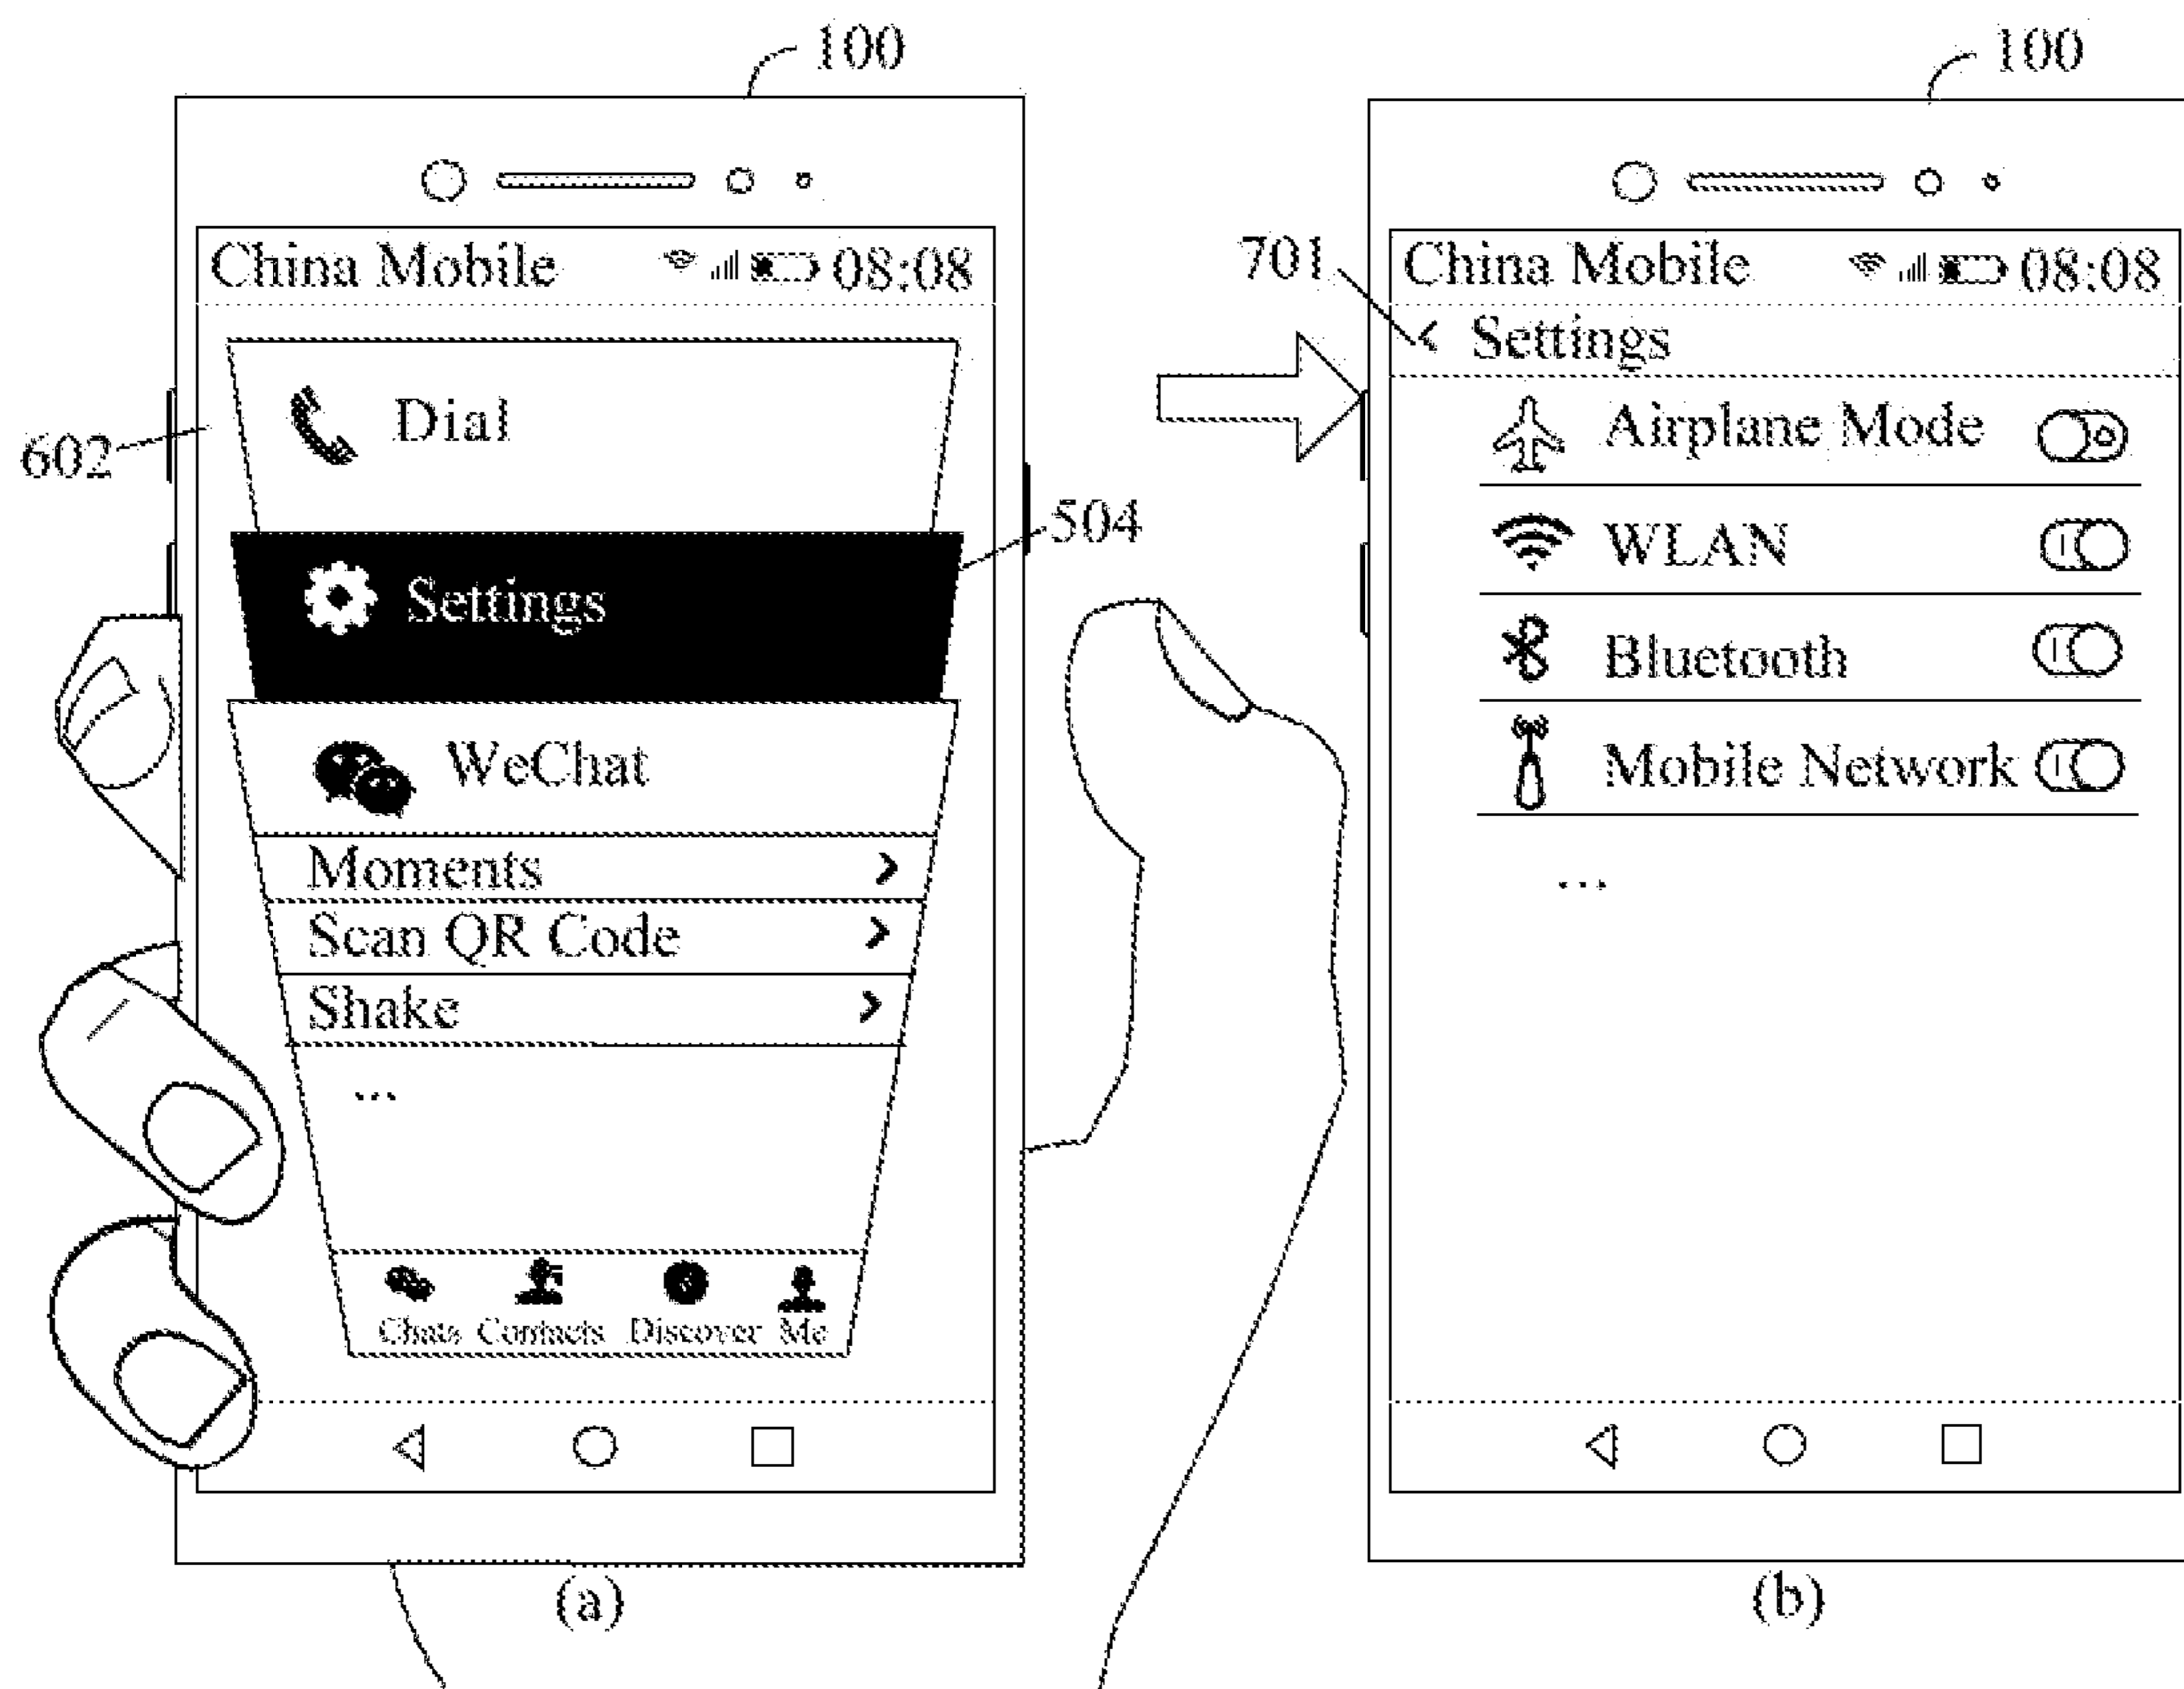 100
China Mobile 08:08
602
Dial
504
Settings
WeChat
Moments
Scan QR Code
Shake
...
Chats Contacts Discover Me
(a)
100
701
China Mobile 08:08
Settings
Airplane Mode
WLAN
Bluetooth
Mobile Network
...
(b)